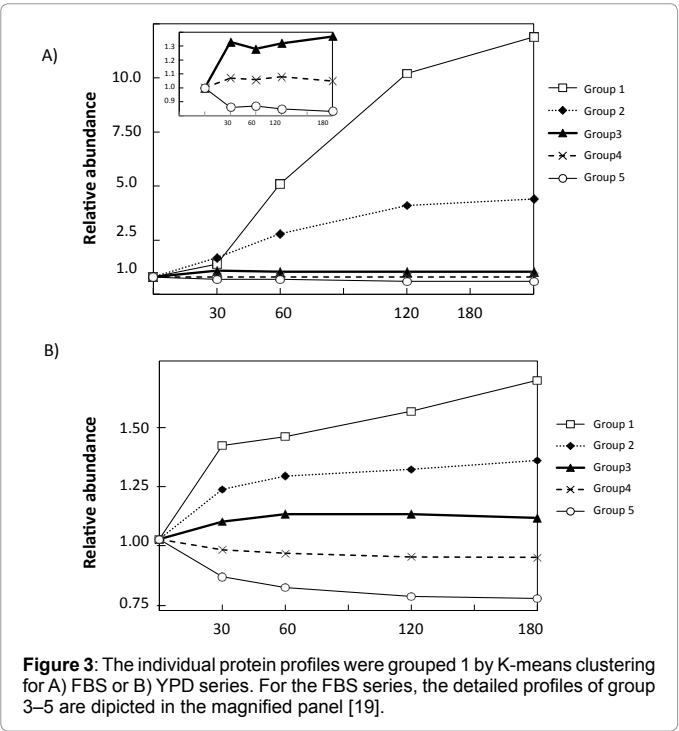 A)
Relative abundance
10.0
7.50
5.0
2.5
1.0
1.3
1.2
1.1
1.0
0.9
30 60 120 180
Group 1
Group 2
Group3
Group4
Group 5
30 60 120 180
B)
Relative abundance
1.50
1.25
1.00
0.75
Group 1
Group 2
Group3
Group4
Group 5
30 60 120 180
Figure 3: The individual protein profiles were grouped 1 by K-means clustering
for A) FBS or B) YPD series. For the FBS series, the detailed profiles of group
3–5 are dipicted in the magnified panel [19].